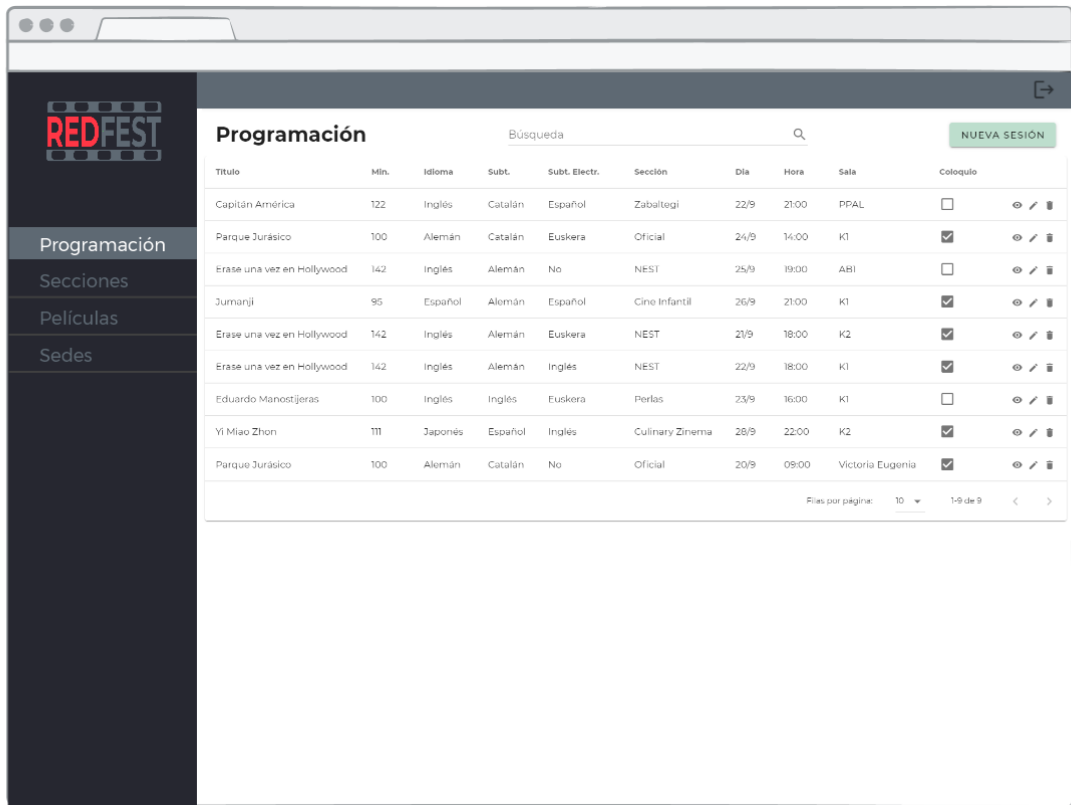 REDFEST
Programación
Secciones
Películas
Sedes
Programación Búsqueda NUEVA SESIÓN
Título Min. Idioma Subt. Subt. Electr. Sección Día Hora Sala Coloquio
Capitán América 122 Inglés Catalán Español Zabaltegi 22/9 21:00 PPAL
Parque Jurásico 100 Alemán Catalán Euskera Oficial 24/9 14:00 K1
Erase una vez en Hollywood 142 Inglés Alemán No NEST 25/9 19:00 AB1
Jumanji 95 Español Alemán Español Cine Infantil 26/9 21:00 K1
Erase una vez en Hollywood 142 Inglés Alemán Euskera NEST 21/9 18:00 K2
Erase una vez en Hollywood 142 Inglés Alemán Inglés NEST 22/9 18:00 K1
Eduardo Manostijeras 100 Inglés Inglés Euskera Perlas 23/9 16:00 K1
Yi Miao Zhon 111 Japonés Español Inglés Culinary Zinema 28/9 22:00 K2
Parque Jurásico 100 Alemán Catalán No Oficial 20/9 09:00 Victoria Eugenia
Filas por página: 10 1-9 de 9